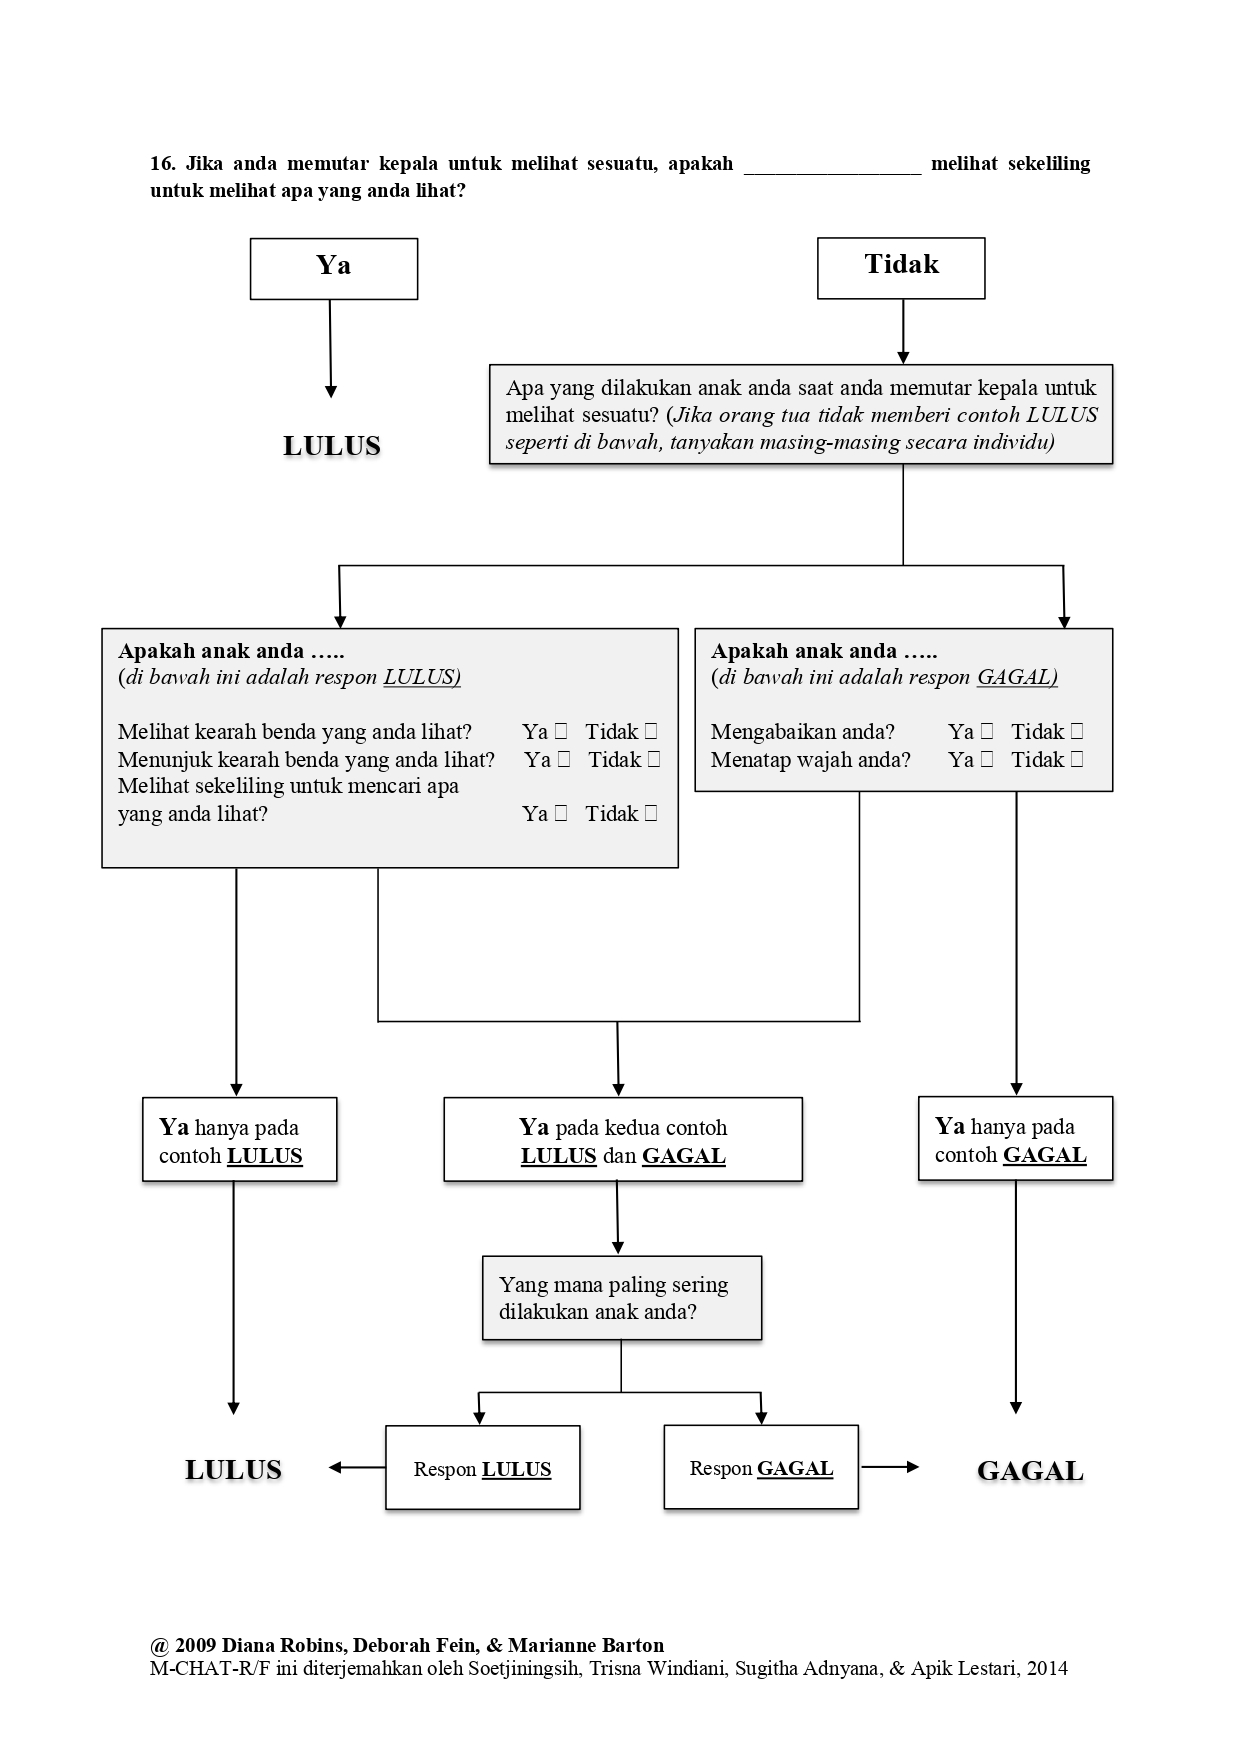 16. Jika anda memutar kepala untuk melihat sesuatu, apakah _________________ melihat sekeliling
untuk melihat apa yang anda lihat?
Ya
Tidak
LULUS
Apa yang dilakukan anak anda saat anda memutar kepala untuk
melihat sesuatu? (Jika orang tua tidak memberi contoh LULUS
seperti di bawah, tanyakan masing-masing secara individu)
Apakah anak anda …..
(di bawah ini adalah respon LULUS)
Melihat kearah benda yang anda lihat? Ya □ Tidak □
Menunjuk kearah benda yang anda lihat? Ya □ Tidak □
Melihat sekeliling untuk mencari apa
yang anda lihat? Ya □ Tidak □
Apakah anak anda …..
(di bawah ini adalah respon GAGAL)
Mengabaikan anda? Ya □ Tidak □
Menatap wajah anda? Ya □ Tidak □
Ya hanya pada
contoh LULUS
Ya pada kedua contoh
LULUS dan GAGAL
Ya hanya pada
contoh GAGAL
Yang mana paling sering
dilakukan anak anda?
LULUS
Respon LULUS
Respon GAGAL
GAGAL
@ 2009 Diana Robins, Deborah Fein, & Marianne Barton
M-CHAT-R/F ini diterjemahkan oleh Soetjiningsih, Trisna Windiani, Sugitha Adnyana, & Apik Lestari, 2014